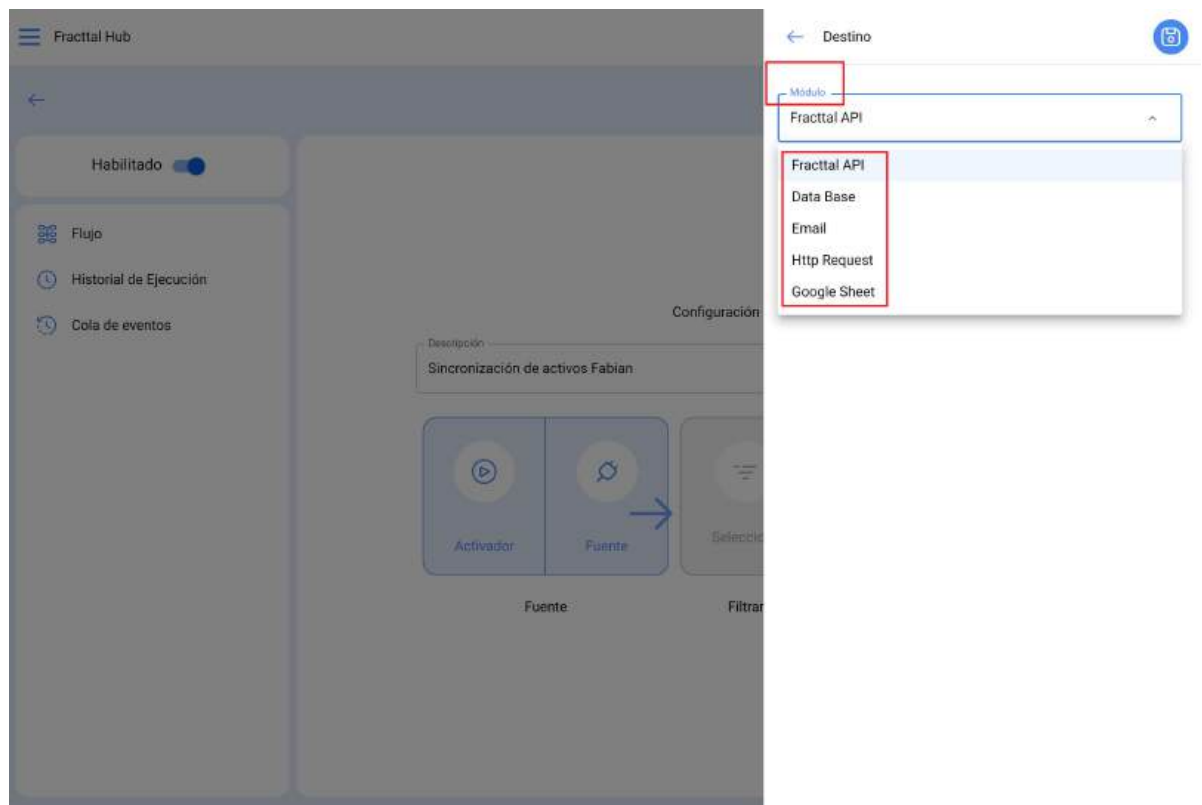 Fracttal Hub
Destino
Módulo
Fracttal API
Fracttal API
Data Base
Email
Http Request
Google Sheet
Habilitado
Flujo
Historial de Ejecución
Cola de eventos
Configuración
Descripción
Sincronización de activos Fabian
Activador
Fuente
Seleccio
Fuente
Filtrar